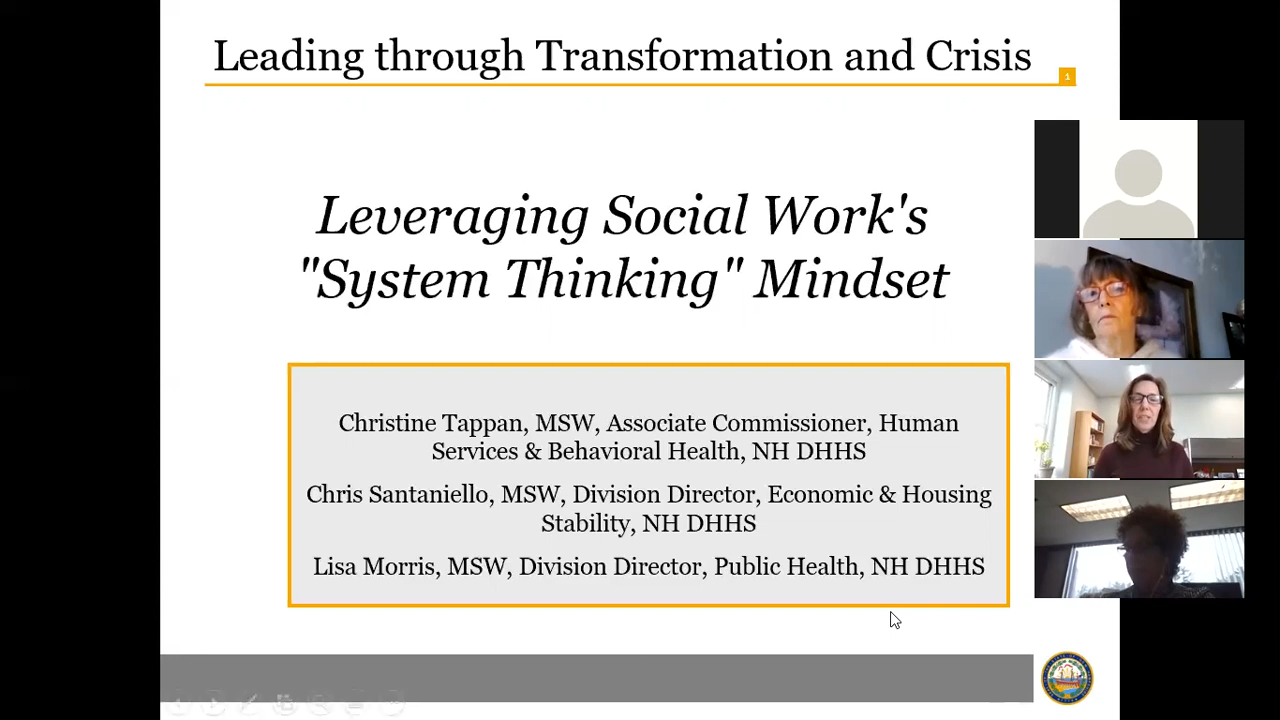 Leading through Transformation and Crisis
1
Leveraging Social Work's
"System Thinking" Mindset
Christine Tappan, MSW, Associate Commissioner, Human
Services & Behavioral Health, NH DHHS
Chris Santaniello, MSW, Division Director, Economic & Housing
Stability, NH DHHS
Lisa Morris, MSW, Division Director, Public Health, NH DHHS